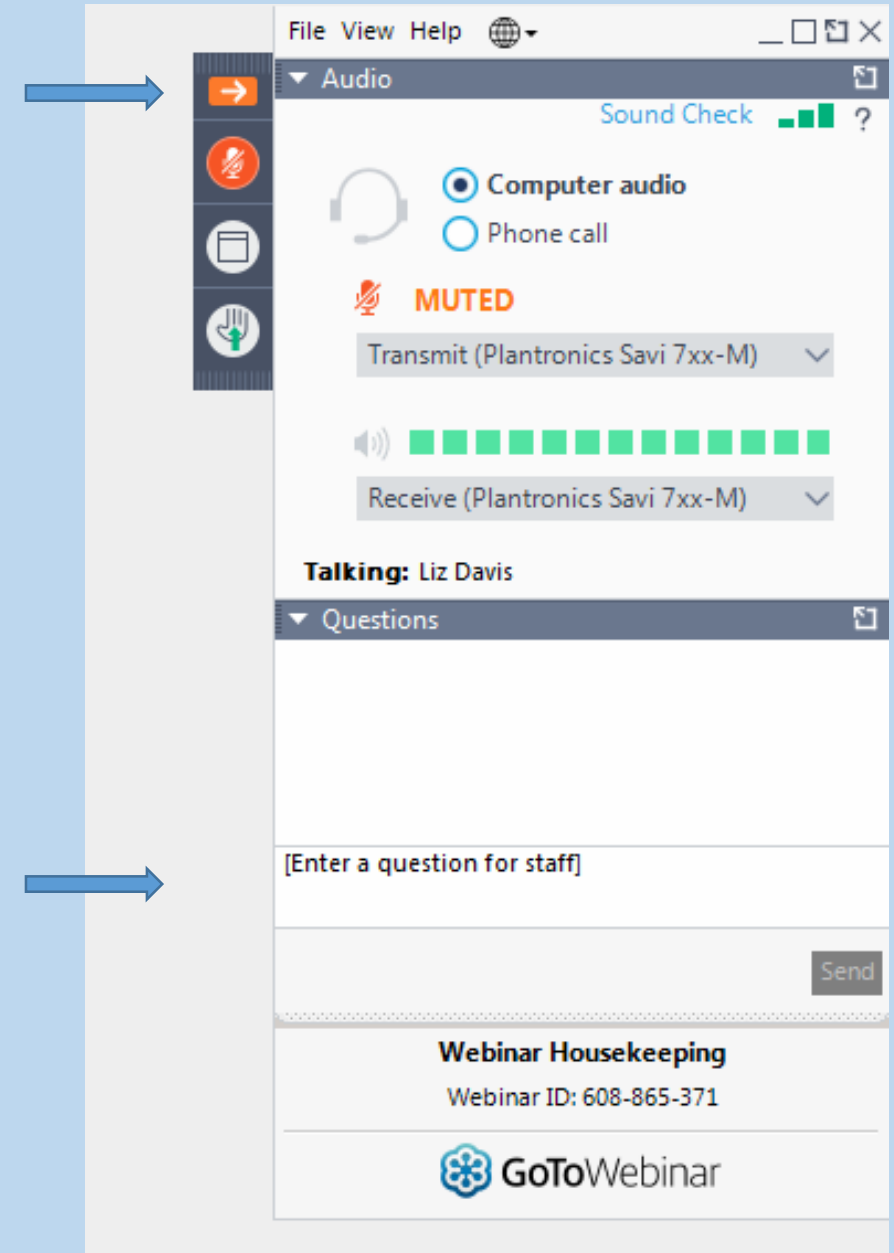 File View Help
Audio
Sound Check ?
Computer audio
Phone call
MUTED
Transmit (Plantronics Savi 7xx-M)
Receive (Plantronics Savi 7xx-M)
Talking: Liz Davis
Questions
[Enter a question for staff]
Send
Webinar Housekeeping
Webinar ID: 608-865-371
GoToWebinar